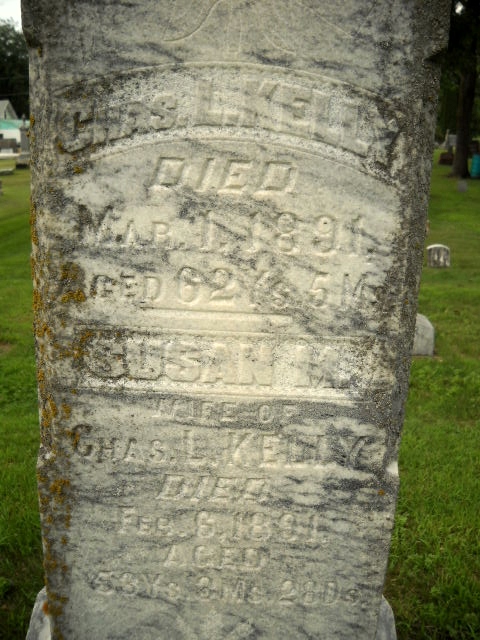 CHAS. L. KELLY
DIED
MAR. 1, 1891,
AGED 62 Ys. 5 Ms.
SUSAN M.
WIFE OF
CHAS. L. KELLY
DIED
FEB. 6, 1891.
AGED
53 Ys. 3 Ms. 28 Ds.